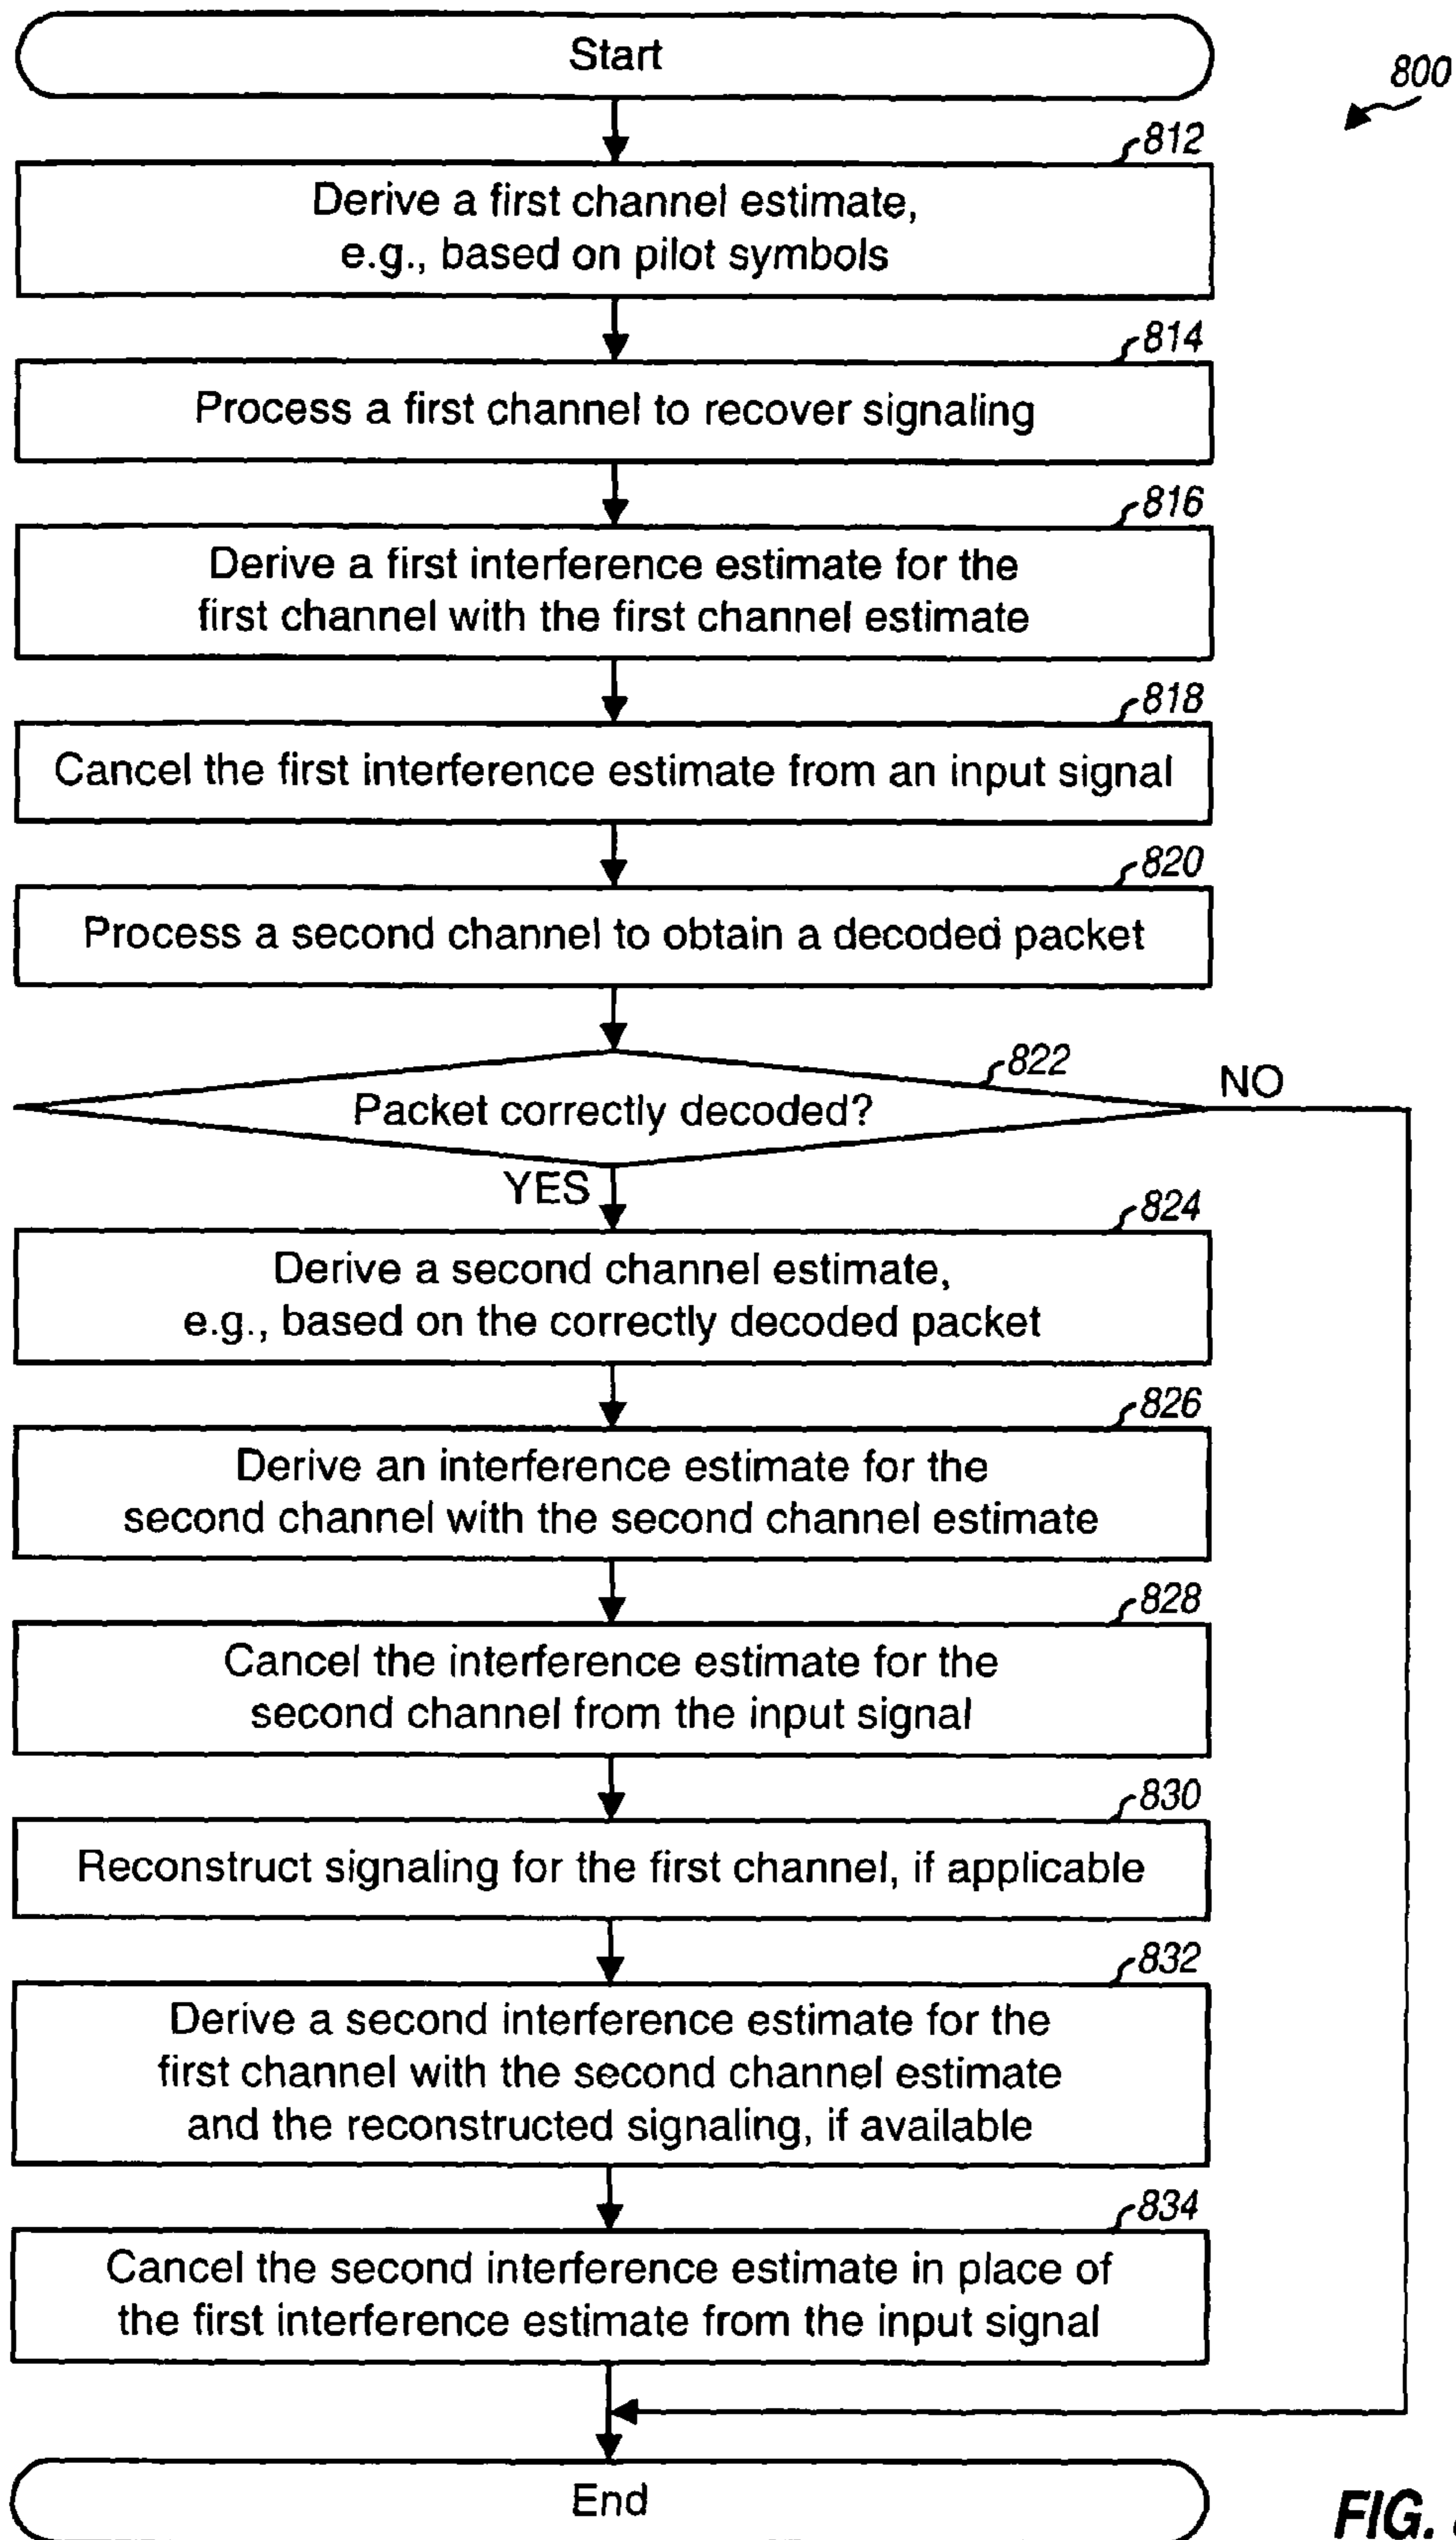 Start
800
812
Derive a first channel estimate,
e.g., based on pilot symbols
814
Process a first channel to recover signaling
816
Derive a first interference estimate for the
first channel with the first channel estimate
818
Cancel the first interference estimate from an input signal
820
Process a second channel to obtain a decoded packet
822
Packet correctly decoded?
NO
YES
824
Derive a second channel estimate,
e.g., based on the correctly decoded packet
826
Derive an interference estimate for the
second channel with the second channel estimate
828
Cancel the interference estimate for the
second channel from the input signal
830
Reconstruct signaling for the first channel, if applicable
832
Derive a second interference estimate for the
first channel with the second channel estimate
and the reconstructed signaling, if available
834
Cancel the second interference estimate in place of
the first interference estimate from the input signal
End
FIG.